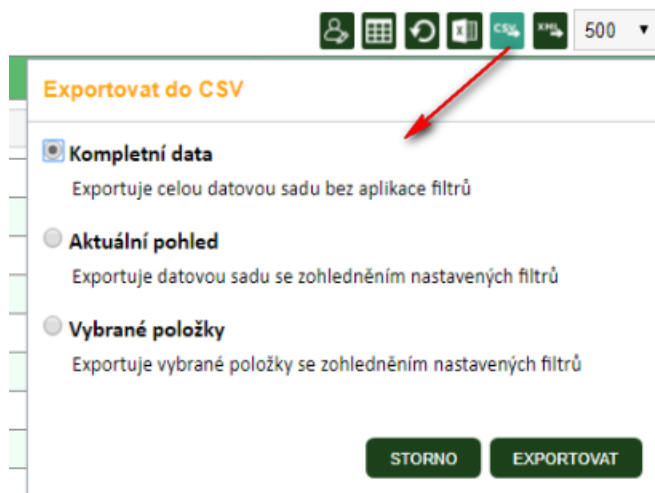 CSV XML 500
Exportovat do CSV
Kompletní data
Exportuje celou datovou sadu bez aplikace filtrů
Aktuální pohled
Exportuje datovou sadu se zohledněním nastavených filtrů
Vybrané položky
Exportuje vybrané položky se zohledněním nastavených filtrů
STORNO EXPORTOVAT